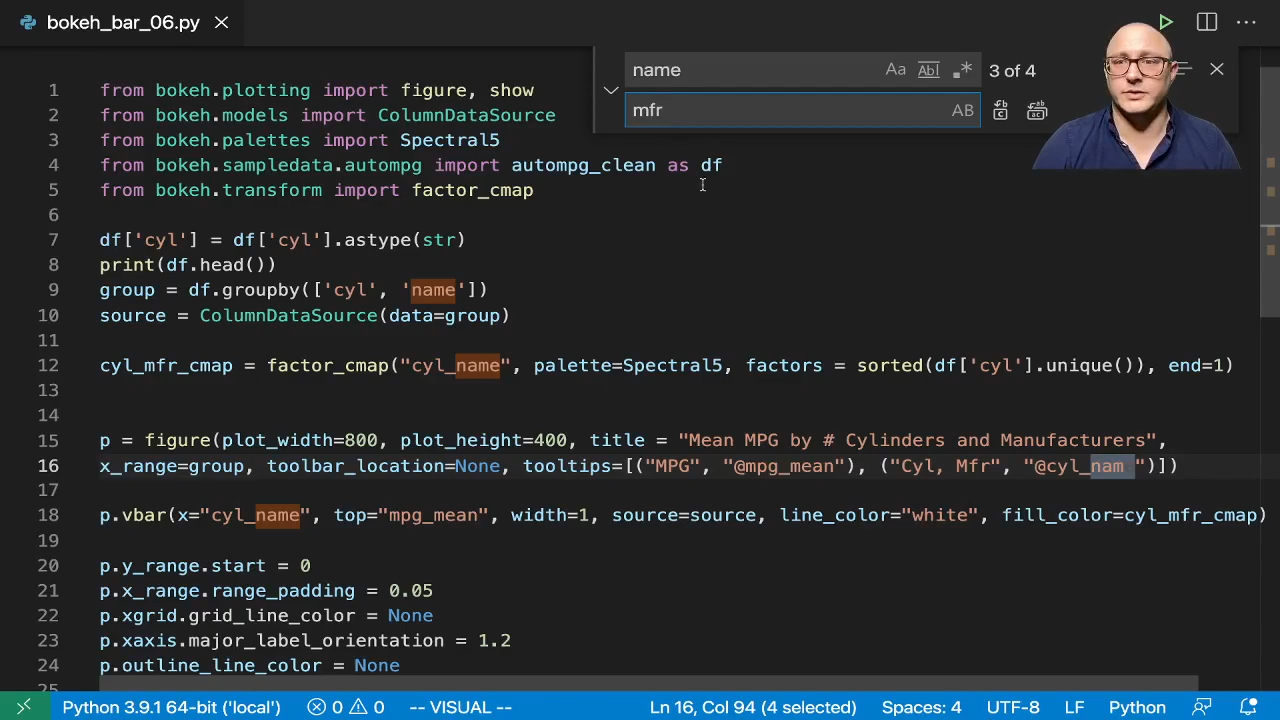 bokeh_bar_06.py
name
Aa Abl .* 3 of 4
mfr
AB
1 from bokeh.plotting import figure, show
2 from bokeh.models import ColumnDataSource
3 from bokeh.palettes import Spectral5
4 from bokeh.sampledata.autompg import autompg_clean as df
5 from bokeh.transform import factor_cmap
6
7 df['cyl'] = df['cyl'].astype(str)
8 print(df.head())
9 group = df.groupby(['cyl', 'name'])
10 source = ColumnDataSource(data=group)
11
12 cyl_mfr_cmap = factor_cmap("cyl_name", palette=Spectral5, factors = sorted(df['cyl'].unique()), end=1)
13
14
15 p = figure(plot_width=800, plot_height=400, title = "Mean MPG by # Cylinders and Manufacturers",
16 x_range=group, toolbar_location=None, tooltips=[("MPG", "@mpg_mean"), ("Cyl, Mfr", "@cyl_nam ")])
17
18 p.vbar(x="cyl_name", top="mpg_mean", width=1, source=source, line_color="white", fill_color=cyl_mfr_cmap)
19
20 p.y_range.start = 0
21 p.x_range.range_padding = 0.05
22 p.xgrid.grid_line_color = None
23 p.xaxis.major_label_orientation = 1.2
24 p.outline_line_color = None
25
Python 3.9.1 64-bit ('local') 0 0 -- VISUAL -- Ln 16, Col 94 (4 selected) Spaces: 4 UTF-8 LF Python